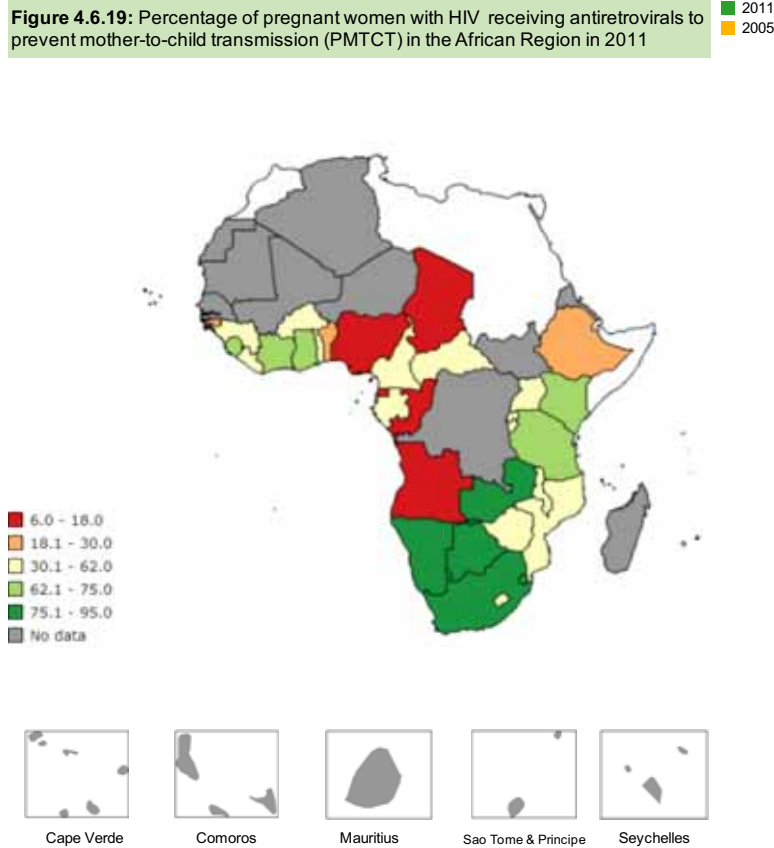 Figure 4.6.19: Percentage of pregnant women with HIV receiving antiretrovirals to
prevent mother-to-child transmission (PMTCT) in the African Region in 2011
2011
2005
6.0 - 18.0
18.1 - 30.0
30.1 - 62.0
62.1 - 75.0
75.1 - 95.0
No data
Cape Verde
Comoros
Mauritius
Sao Tome & Principe
Seychelles